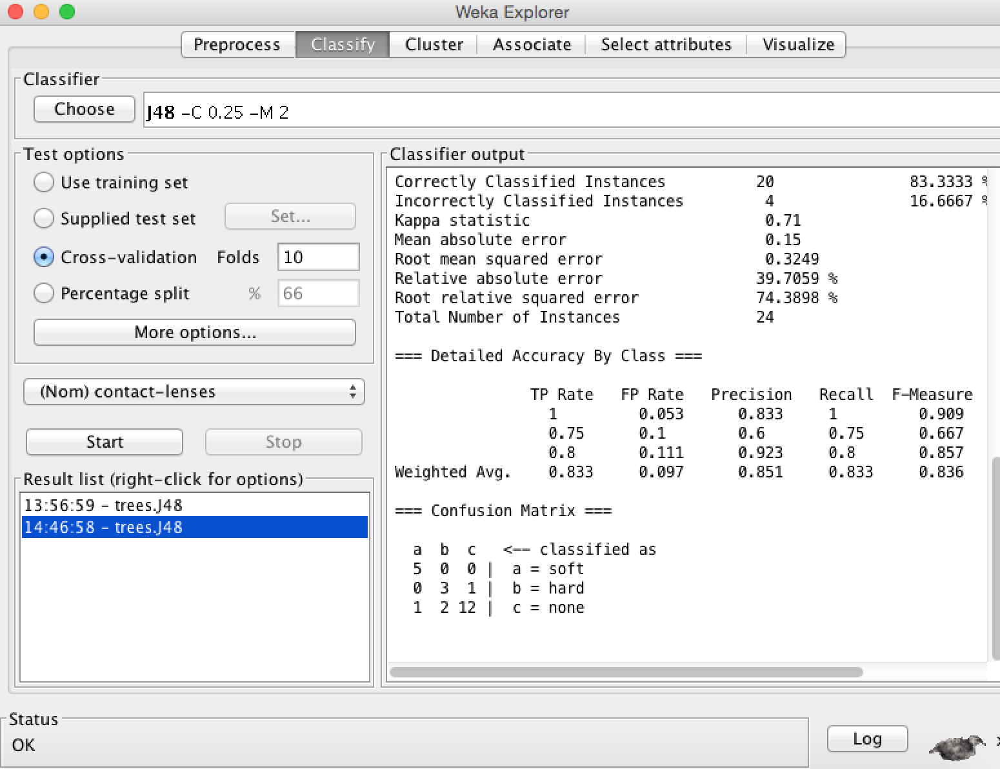 Weka Explorer
Preprocess Classify Cluster Associate Select attributes Visualize
Classifier
Choose J48 -C 0.25 -M 2
Test options
Use training set
Supplied test set Set...
Cross-validation Folds 10
Percentage split % 66
More options...
(Nom) contact-lenses
Start Stop
Result list (right-click for options)
13:56:59 - trees.J48
14:46:58 - trees.J48
Classifier output
Correctly Classified Instances 20 83.3333 %
Incorrectly Classified Instances 4 16.6667 %
Kappa statistic 0.71
Mean absolute error 0.15
Root mean squared error 0.3249
Relative absolute error 39.7059 %
Root relative squared error 74.3898 %
Total Number of Instances 24
=== Detailed Accuracy By Class ===
TP Rate FP Rate Precision Recall F-Measure
1 0.053 0.833 1 0.909
0.75 0.1 0.6 0.75 0.667
0.8 0.111 0.923 0.8 0.857
Weighted Avg. 0.833 0.097 0.851 0.833 0.836
=== Confusion Matrix ===
a b c <-- classified as
5 0 0 | a = soft
0 3 1 | b = hard
1 2 12 | c = none
Status
OK
Log